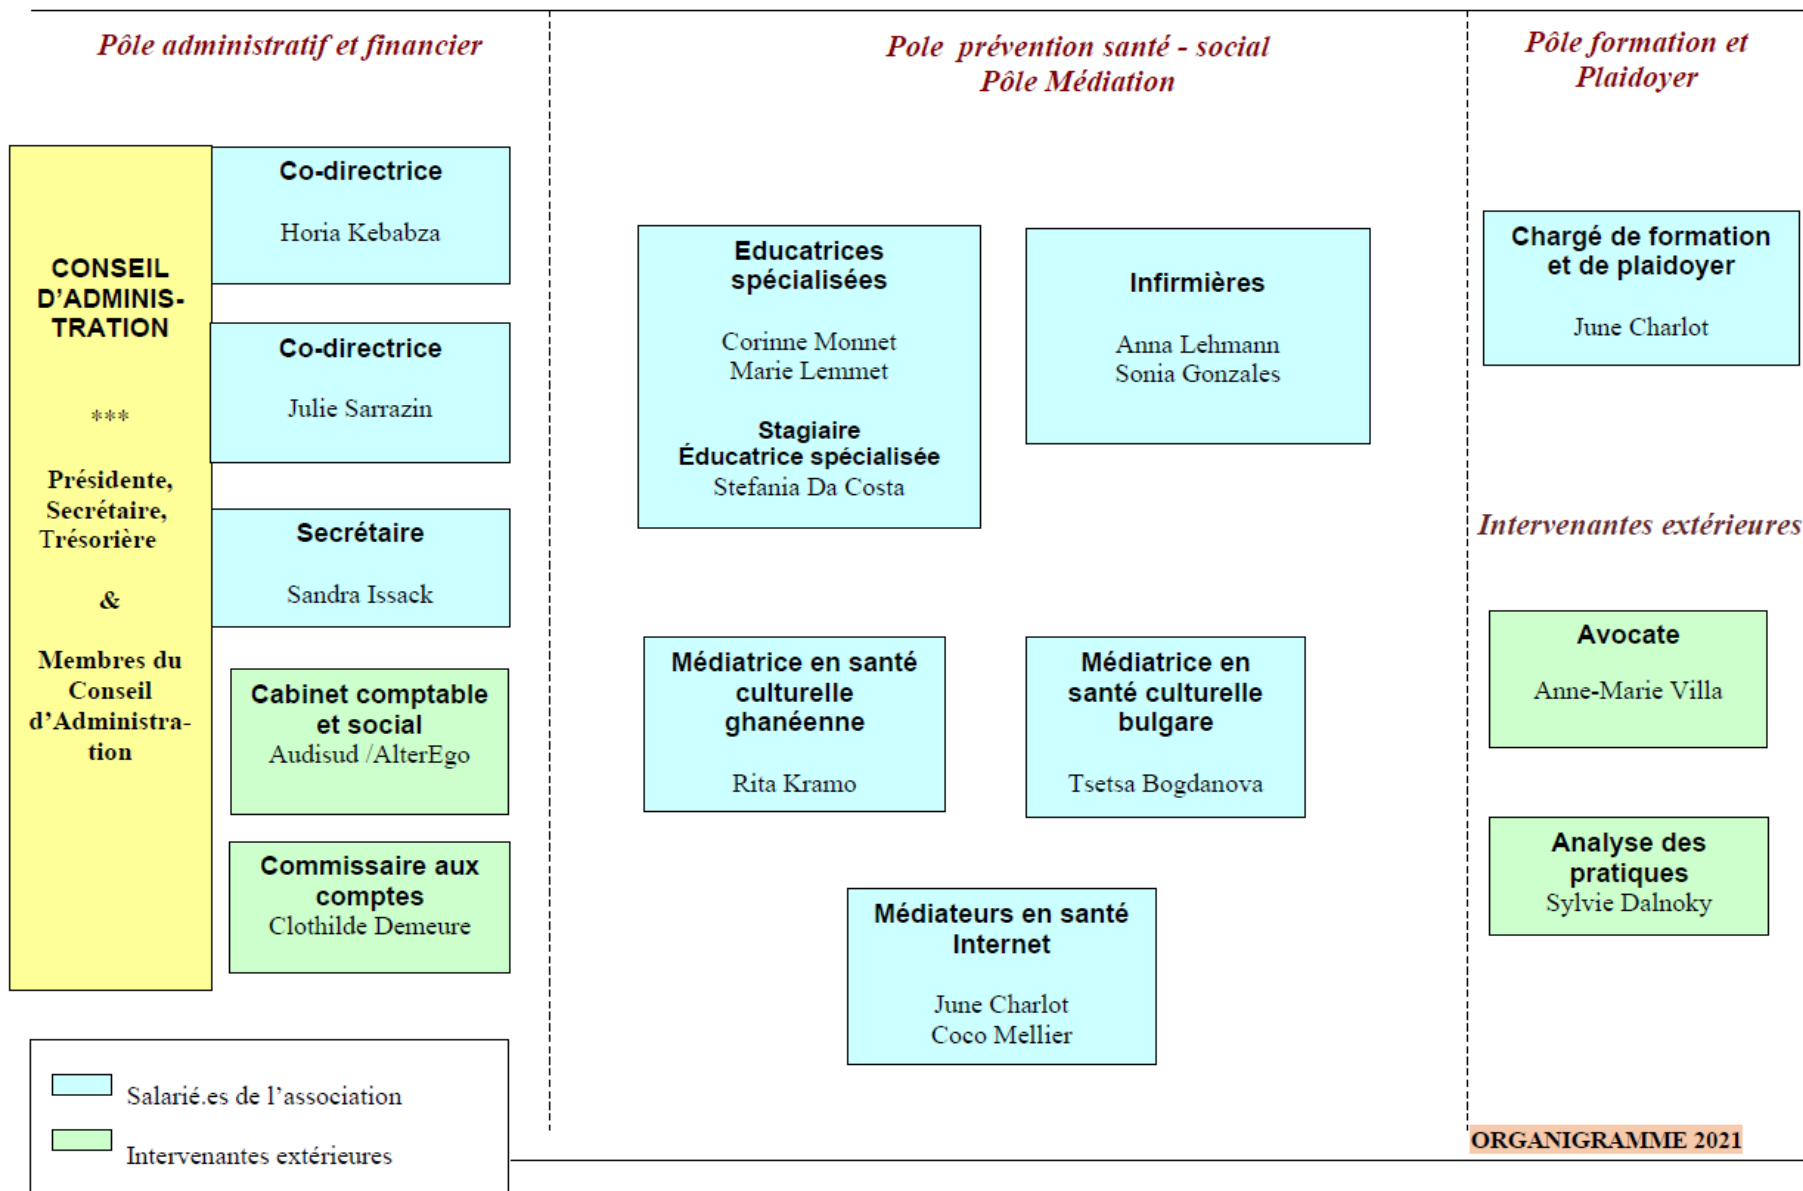 Pôle administratif et financier
Pole prévention santé - social
Pôle Médiation
Pôle formation et
Plaidoyer
CONSEIL
D’ADMINIS-
TRATION
***
Présidente,
Secrétaire,
Trésorière
&
Membres du
Conseil
d’Administra-
tion
Co-directrice
Horia Kebabza
Co-directrice
Julie Sarrazin
Secrétaire
Sandra Issack
Cabinet comptable
et social
Audisud /AlterEgo
Commissaire aux
comptes
Clothilde Demeure
Educatrices
spécialisées
Corinne Monnet
Marie Lemmet
Stagiaire
Éducatrice spécialisée
Stefania Da Costa
Infirmières
Anna Lehmann
Sonia Gonzales
Médiatrice en santé
culturelle
ghanéenne
Rita Kramo
Médiatrice en
santé culturelle
bulgare
Tsetsa Bogdanova
Médiateurs en santé
Internet
June Charlot
Coco Mellier
Chargé de formation
et de plaidoyer
June Charlot
Intervenantes extérieures
Avocate
Anne-Marie Villa
Analyse des
pratiques
Sylvie Dalnoky
Salarié.es de l’association
Intervenantes extérieures
ORGANIGRAMME 2021